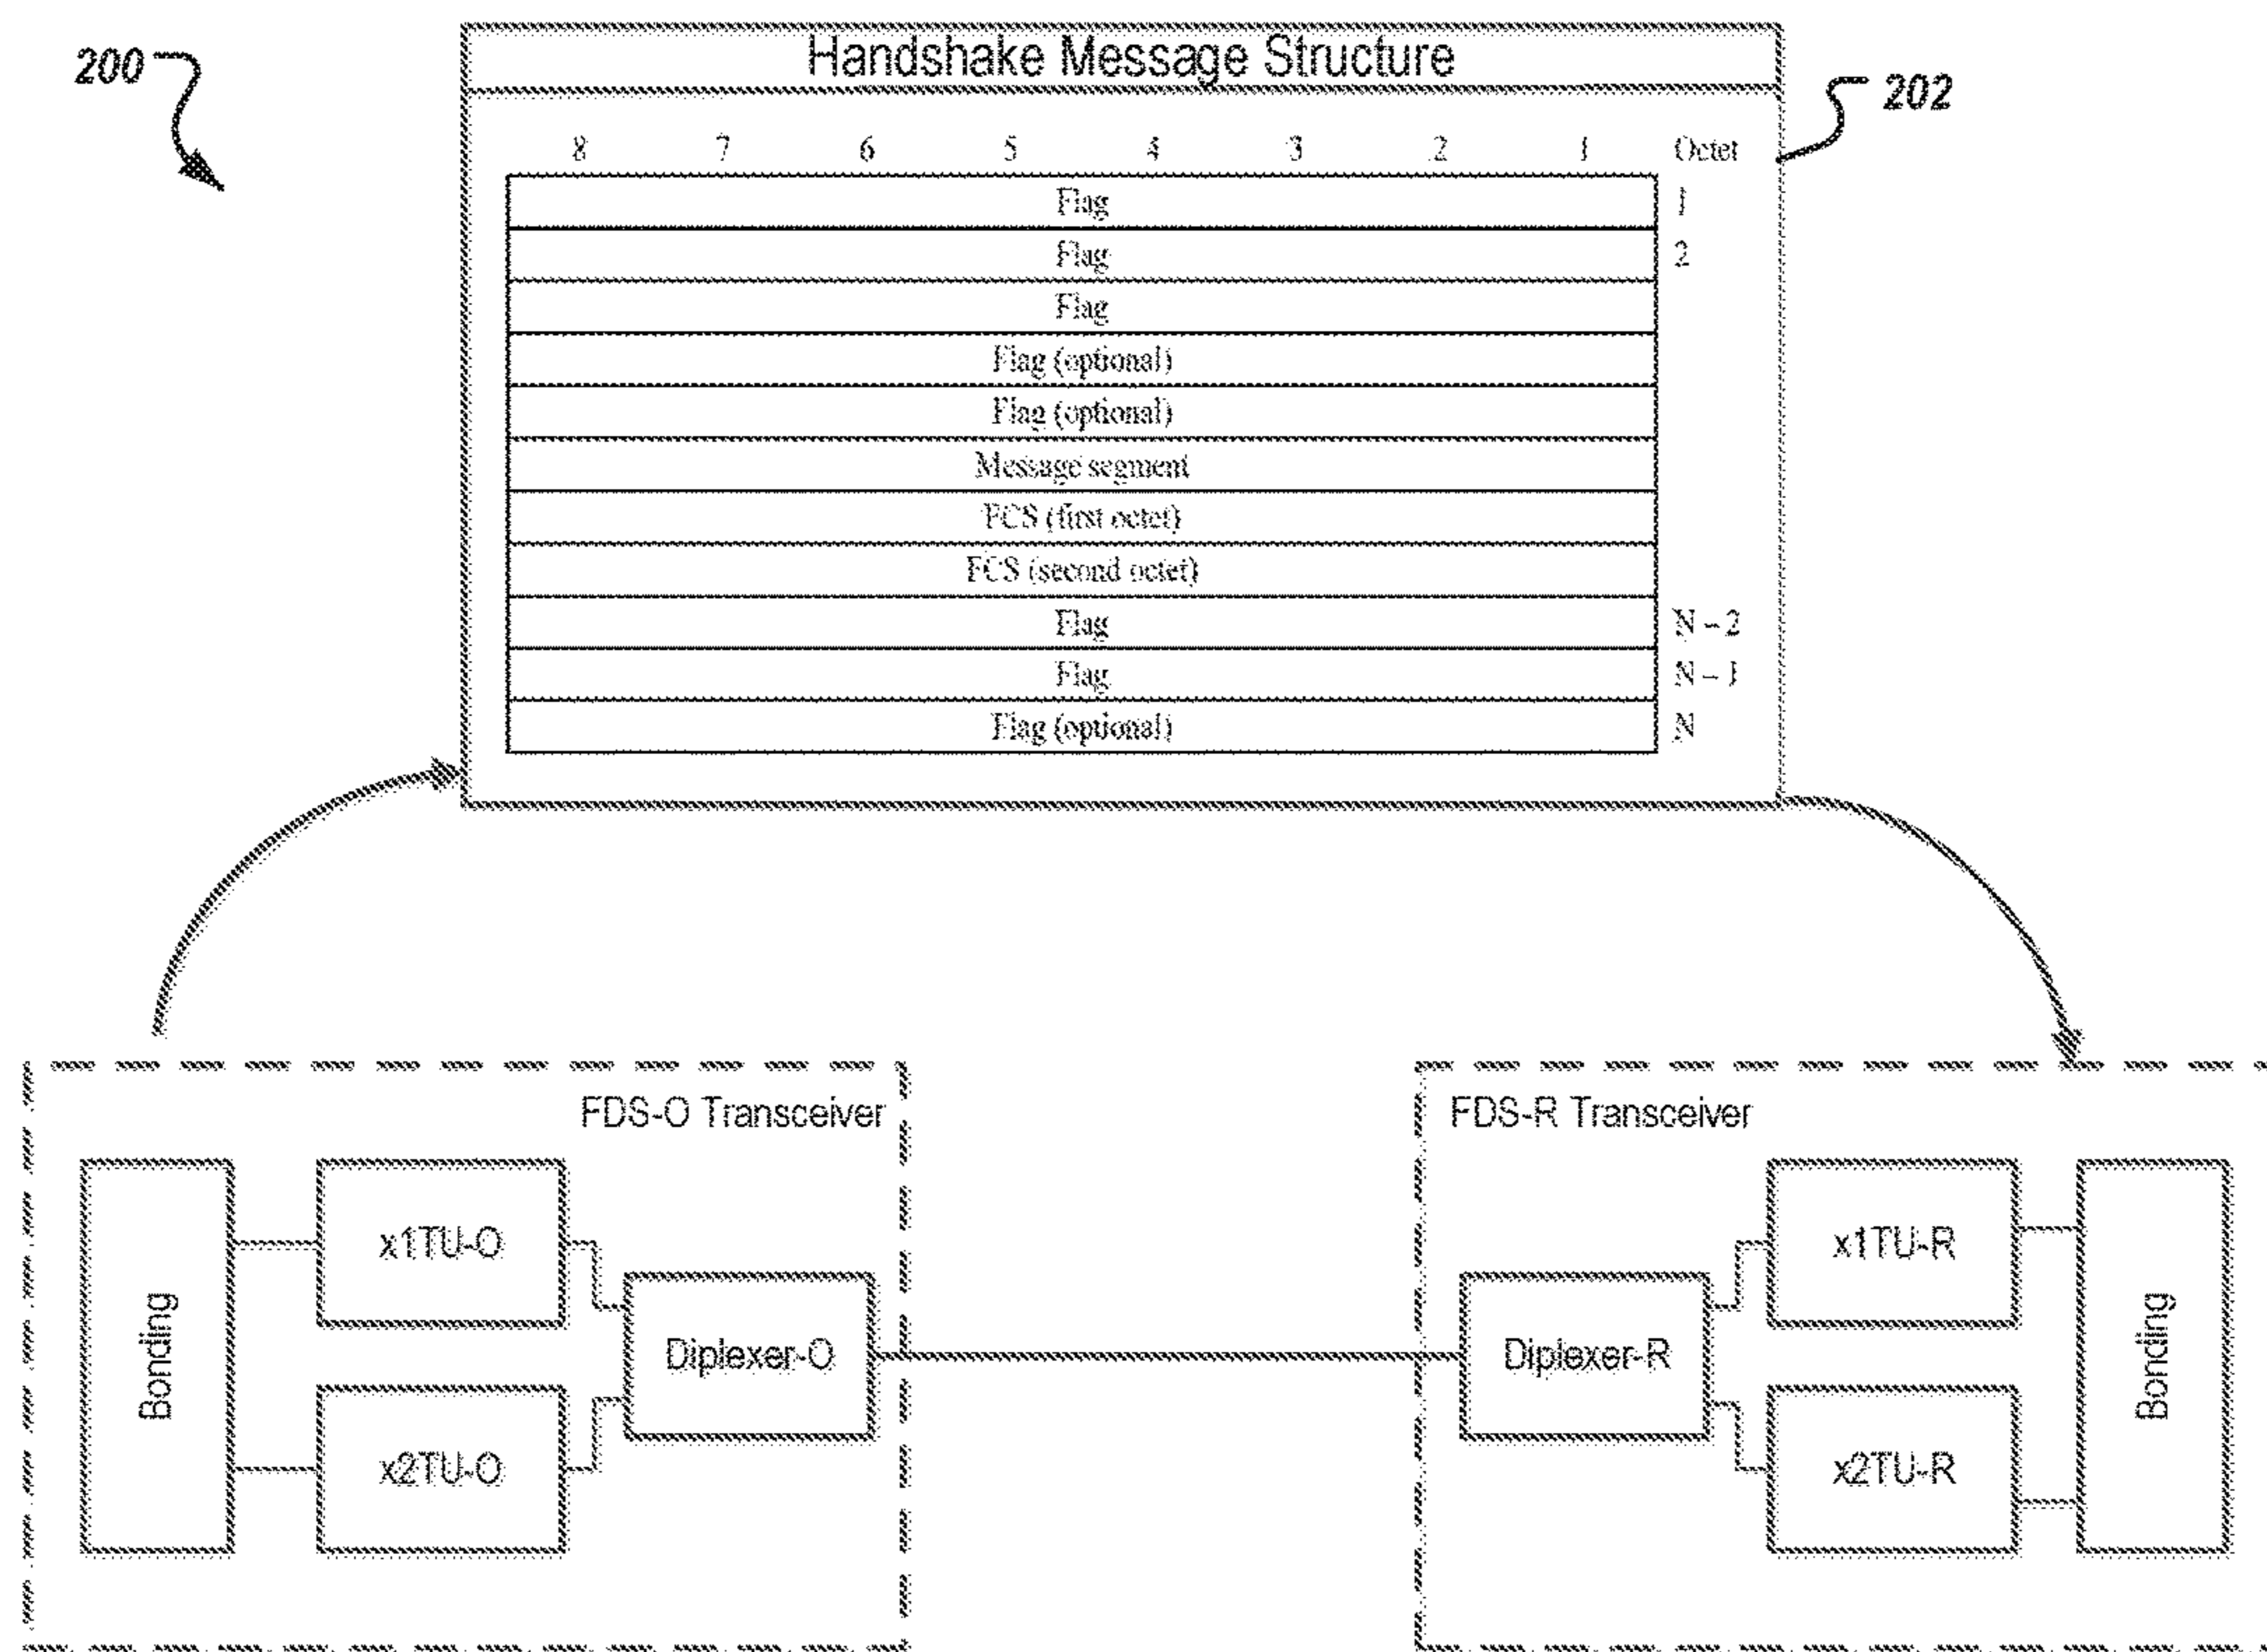 200
Handshake Message Structure
202
8 7 6 5 4 3 2 1 Octet
Flag 1
Flag 2
Flag
Flag (optional)
Flag (optional)
Message segment
FCS (first octet)
FCS (second octet)
Flag N – 2
Flag N – 1
Flag (optional) N
FDS-O Transceiver
FDS-R Transceiver
Bonding
x1TU-O
x2TU-O
Diplexer-O
Diplexer-R
x1TU-R
x2TU-R
Bonding